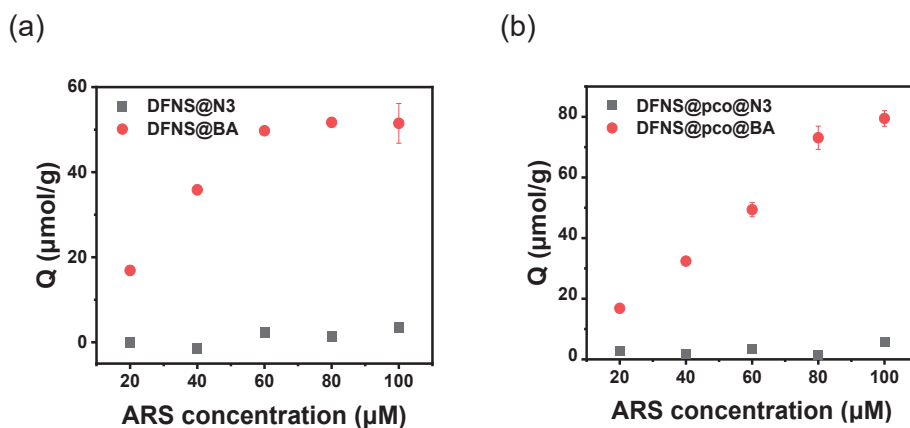 (a)
(b)
DFNS@N3
DFNS@BA
60
40
20
0
Q (µmol/g)
20 40 60 80 100
ARS concentration (µM)
DFNS@pco@N3
DFNS@pco@BA
80
60
40
20
0
Q (µmol/g)
20 40 60 80 100
ARS concentration (µM)